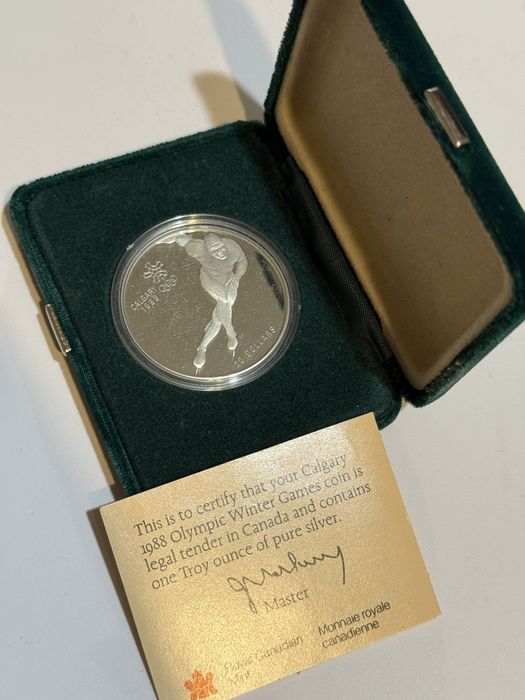 CALGARY
1988
20 DOLLARS
This is to certify that your Calgary
1988 Olympic Winter Games coin is
legal tender in Canada and contains
one Troy ounce of pure silver.
Master
Royal Canadian
Mint
Monnaie royale
canadienne